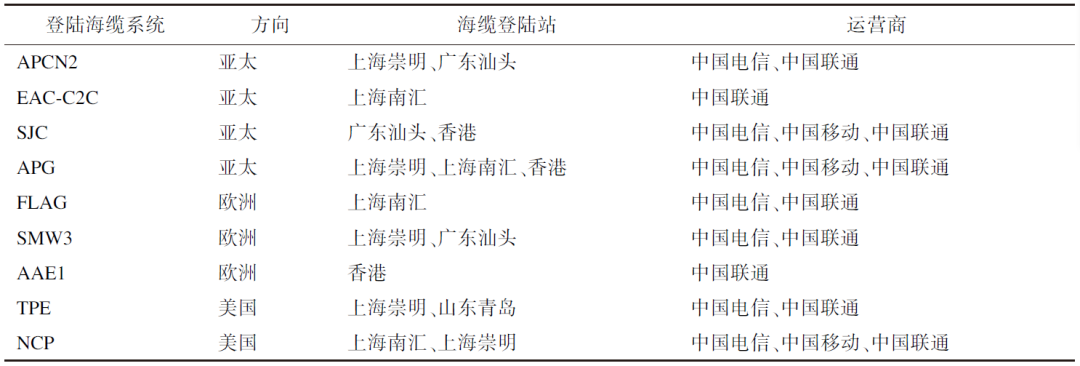 登陆海缆系统 方向 海缆登陆站 运营商
APCN2 亚太 上海崇明、广东汕头 中国电信、中国联通
EAC-C2C 亚太 上海南汇 中国联通
SJC 亚太 广东汕头、香港 中国电信、中国移动、中国联通
APG 亚太 上海崇明、上海南汇、香港 中国电信、中国移动、中国联通
FLAG 欧洲 上海南汇 中国电信、中国联通
SMW3 欧洲 上海崇明、广东汕头 中国电信、中国联通
AAE1 欧洲 香港 中国联通
TPE 美国 上海崇明、山东青岛 中国电信、中国联通
NCP 美国 上海南汇、上海崇明 中国电信、中国移动、中国联通